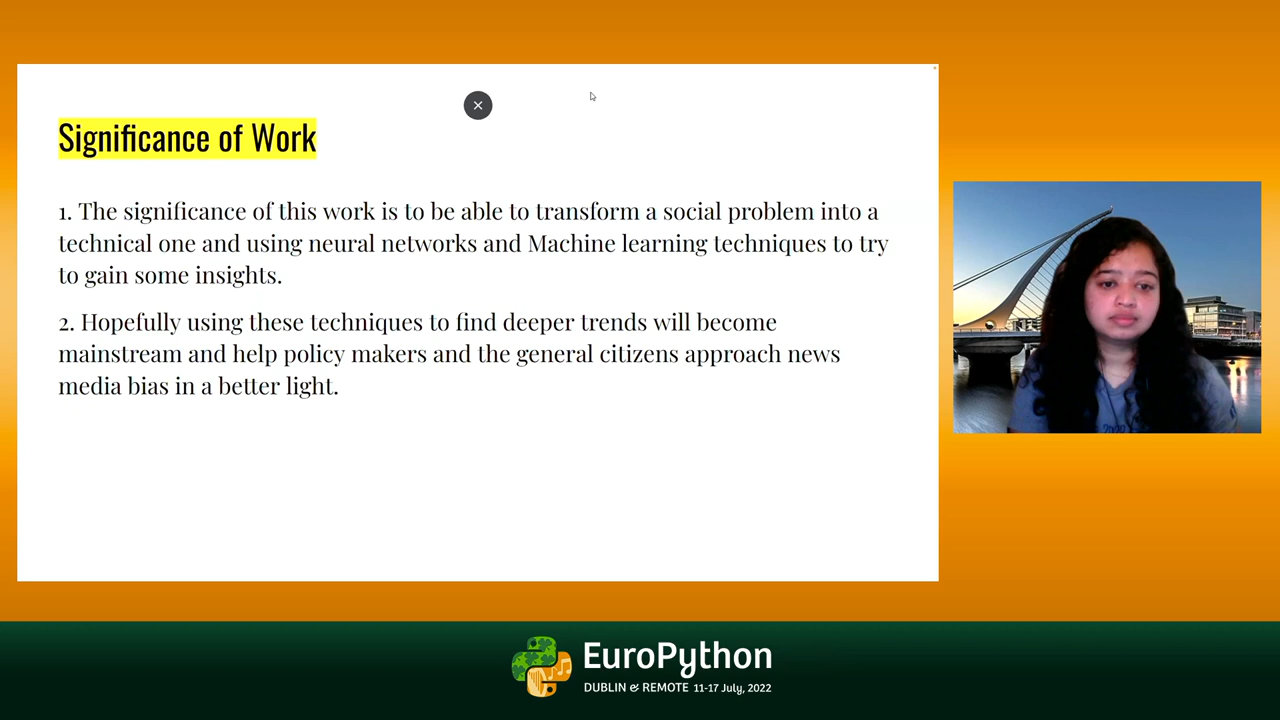 Significance of Work
1. The significance of this work is to be able to transform a social problem into a
technical one and using neural networks and Machine learning techniques to try
to gain some insights.
2. Hopefully using these techniques to find deeper trends will become
mainstream and help policy makers and the general citizens approach news
media bias in a better light.
EuroPython
DUBLIN & REMOTE 11-17 July, 2022